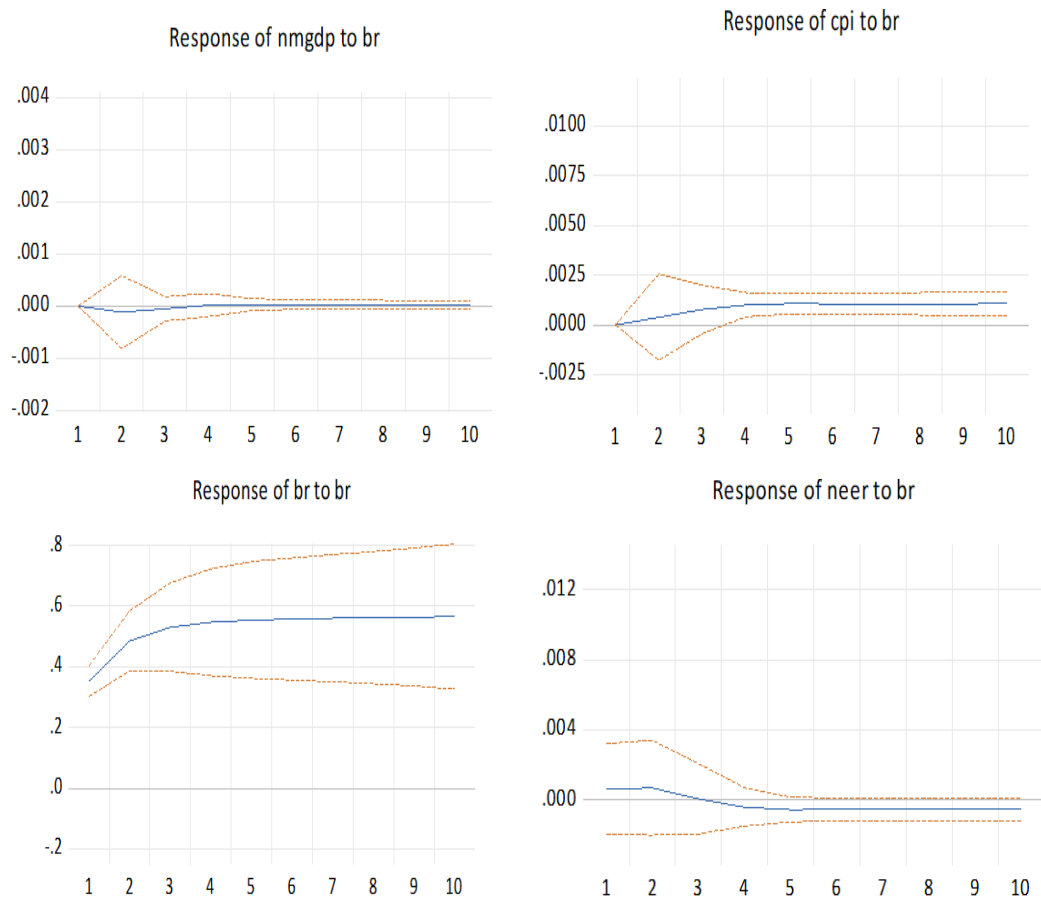 Response of nmgdp to br
.004
.003
.002
.001
.000
-.001
-.002
1 2 3 4 5 6 7 8 9 10
Response of cpi to br
.0100
.0075
.0050
.0025
.0000
-.0025
1 2 3 4 5 6 7 8 9 10
Response of br to br
.8
.6
.4
.2
.0
-.2
1 2 3 4 5 6 7 8 9 10
Response of neer to br
.012
.008
.004
.000
1 2 3 4 5 6 7 8 9 10